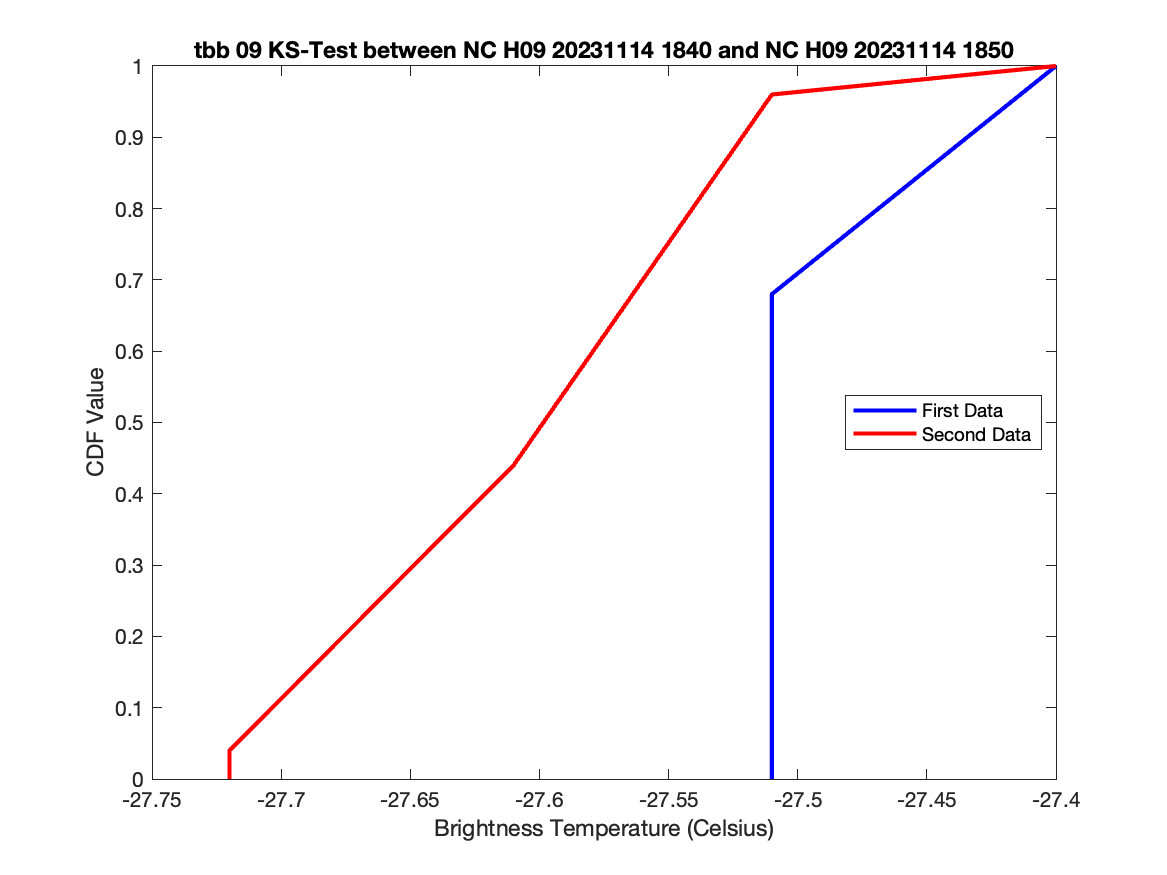 tbb 09 KS-Test between NC H09 20231114 1840 and NC H09 20231114 1850
1
0.9
0.8
0.7
0.6
0.5
0.4
0.3
0.2
0.1
0
CDF Value
First Data
Second Data
-27.75 -27.7 -27.65 -27.6 -27.55 -27.5 -27.45 -27.4
Brightness Temperature (Celsius)